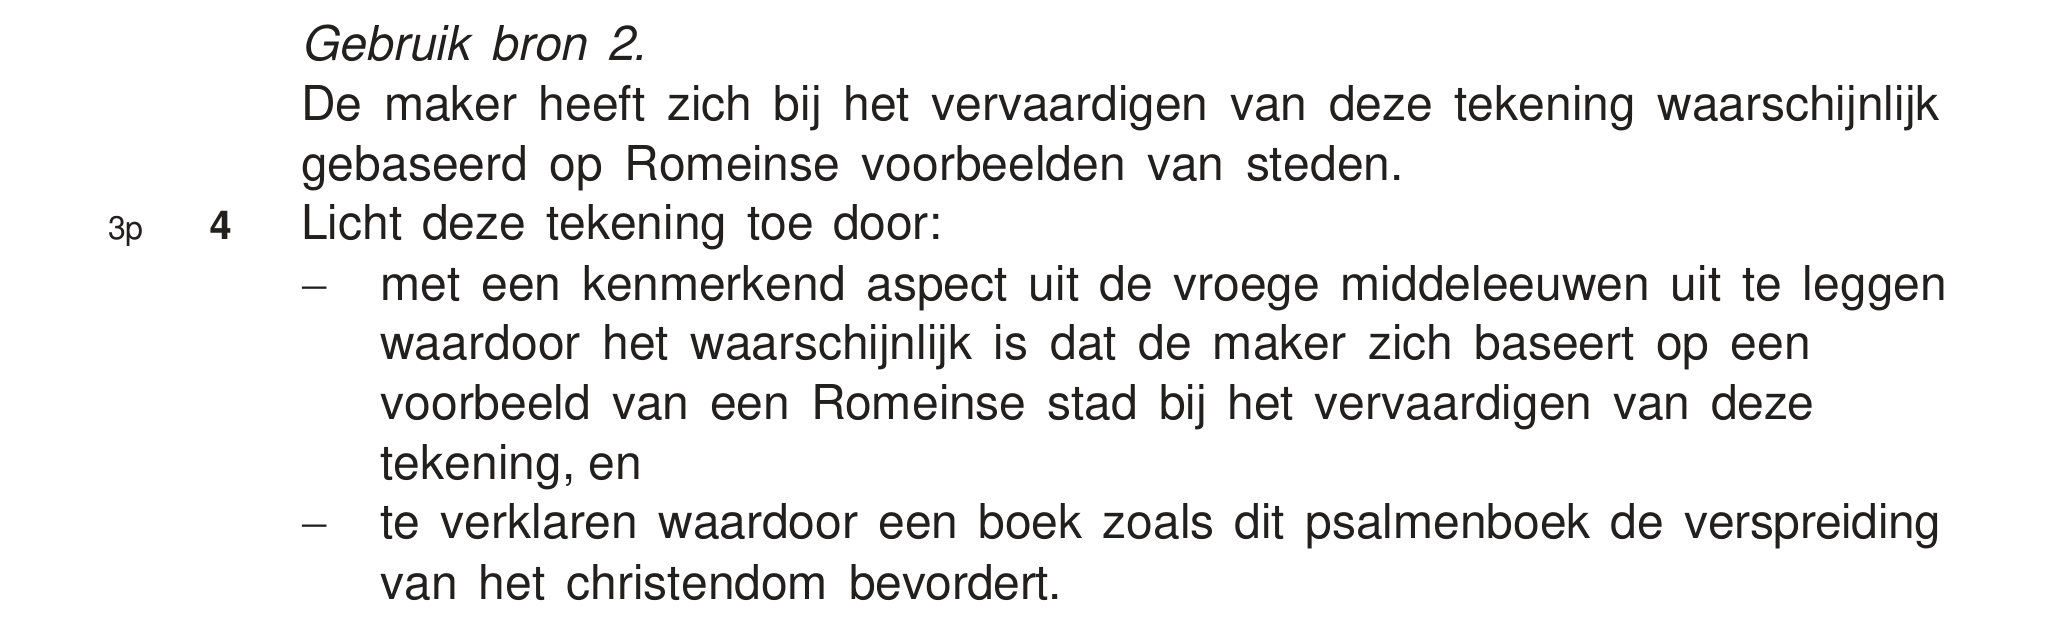 Gebruik bron 2.
De maker heeft zich bij het vervaardigen van deze tekening waarschijnlijk
gebaseerd op Romeinse voorbeelden van steden.
3p 4 Licht deze tekening toe door:
– met een kenmerkend aspect uit de vroege middeleeuwen uit te leggen
waardoor het waarschijnlijk is dat de maker zich baseert op een
voorbeeld van een Romeinse stad bij het vervaardigen van deze
tekening, en
– te verklaren waardoor een boek zoals dit psalmenboek de verspreiding
van het christendom bevordert.